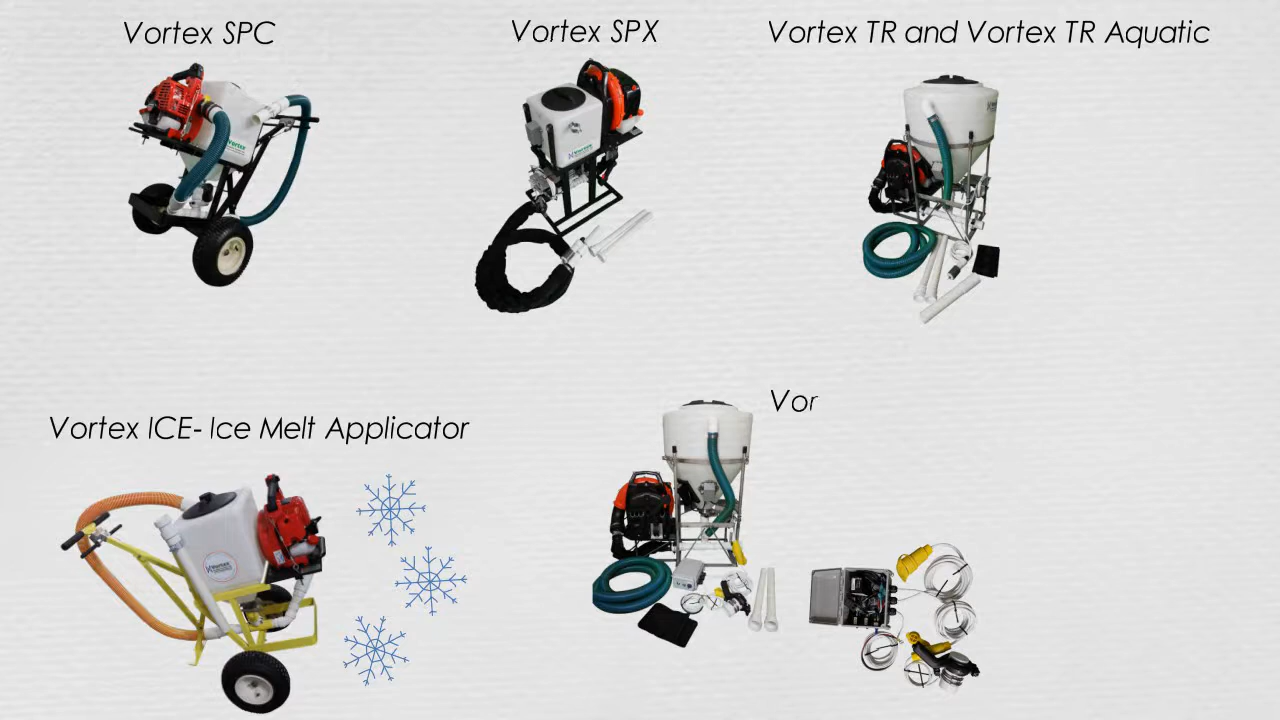 Vortex SPC
Vortex SPX
Vortex TR and Vortex TR Aquatic
Vortex ICE- Ice Melt Applicator
Vor